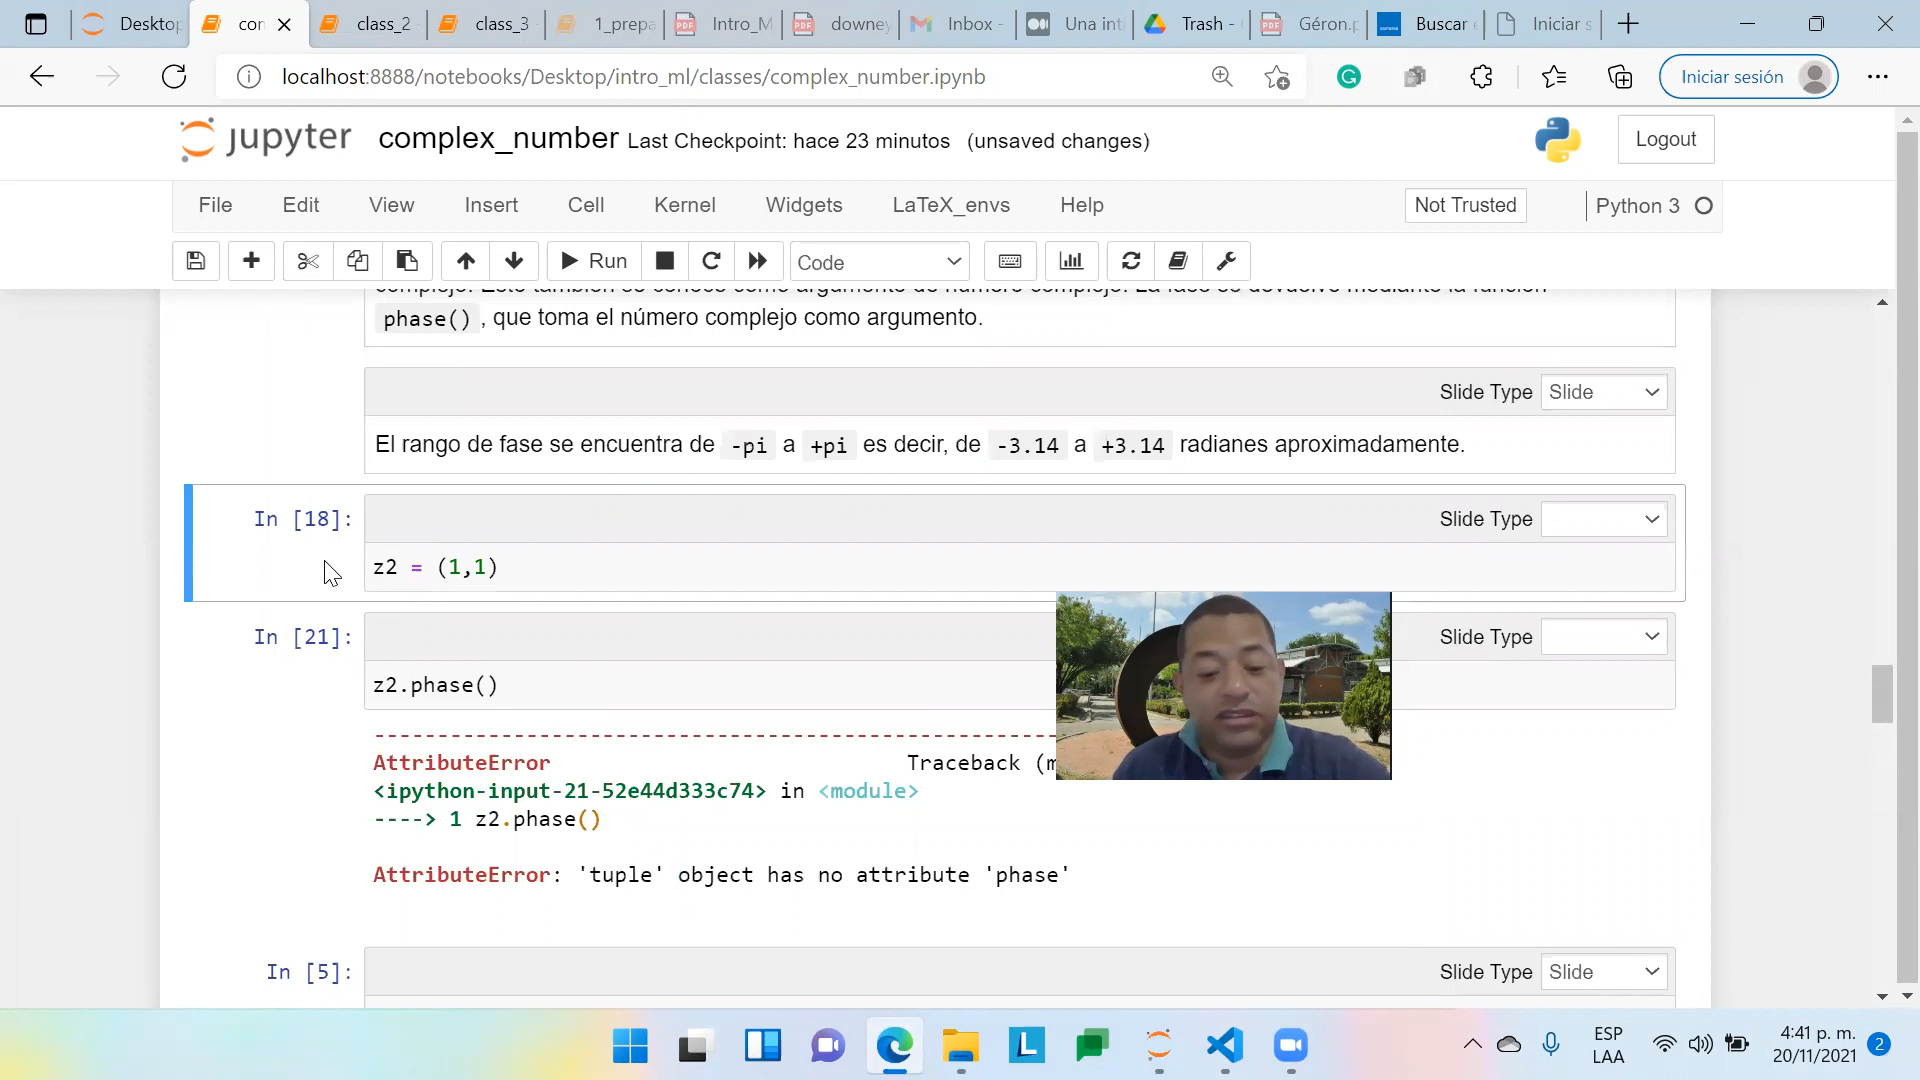 Desktop
con
class_2
class_3
1_prepa
Intro_M
downey
Inbox -
Una int
Trash -
Géron.p
Buscar
Iniciar s
localhost:8888/notebooks/Desktop/intro_ml/classes/complex_number.ipynb
Iniciar sesión
jupyter complex_number Last Checkpoint: hace 23 minutos (unsaved changes)
Logout
File Edit View Insert Cell Kernel Widgets LaTeX_envs Help
Not Trusted
Python 3
Run
Code
phase() , que toma el número complejo como argumento.
Slide Type Slide
El rango de fase se encuentra de -pi a +pi es decir, de -3.14 a +3.14 radianes aproximadamente.
In [18]:
Slide Type
z2 = (1,1)
In [21]:
Slide Type
z2.phase()
---------------------------------------------------------
AttributeError Traceback (m
<ipython-input-21-52e44d333c74> in <module>
----> 1 z2.phase()
AttributeError: 'tuple' object has no attribute 'phase'
In [5]:
Slide Type Slide
L
ESP
LAA
4:41 p. m.
20/11/2021
2